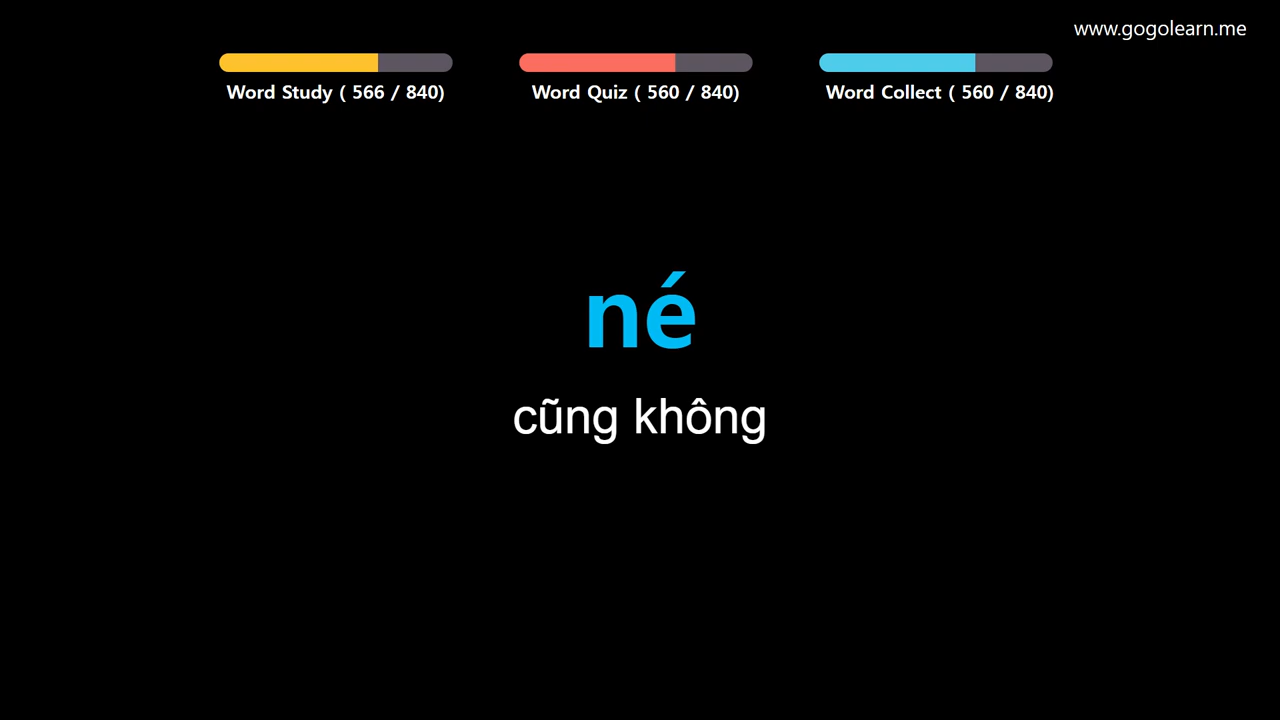 www.gogolearn.me
Word Study ( 566 / 840)
Word Quiz ( 560 / 840)
Word Collect ( 560 / 840)
né
cũng không